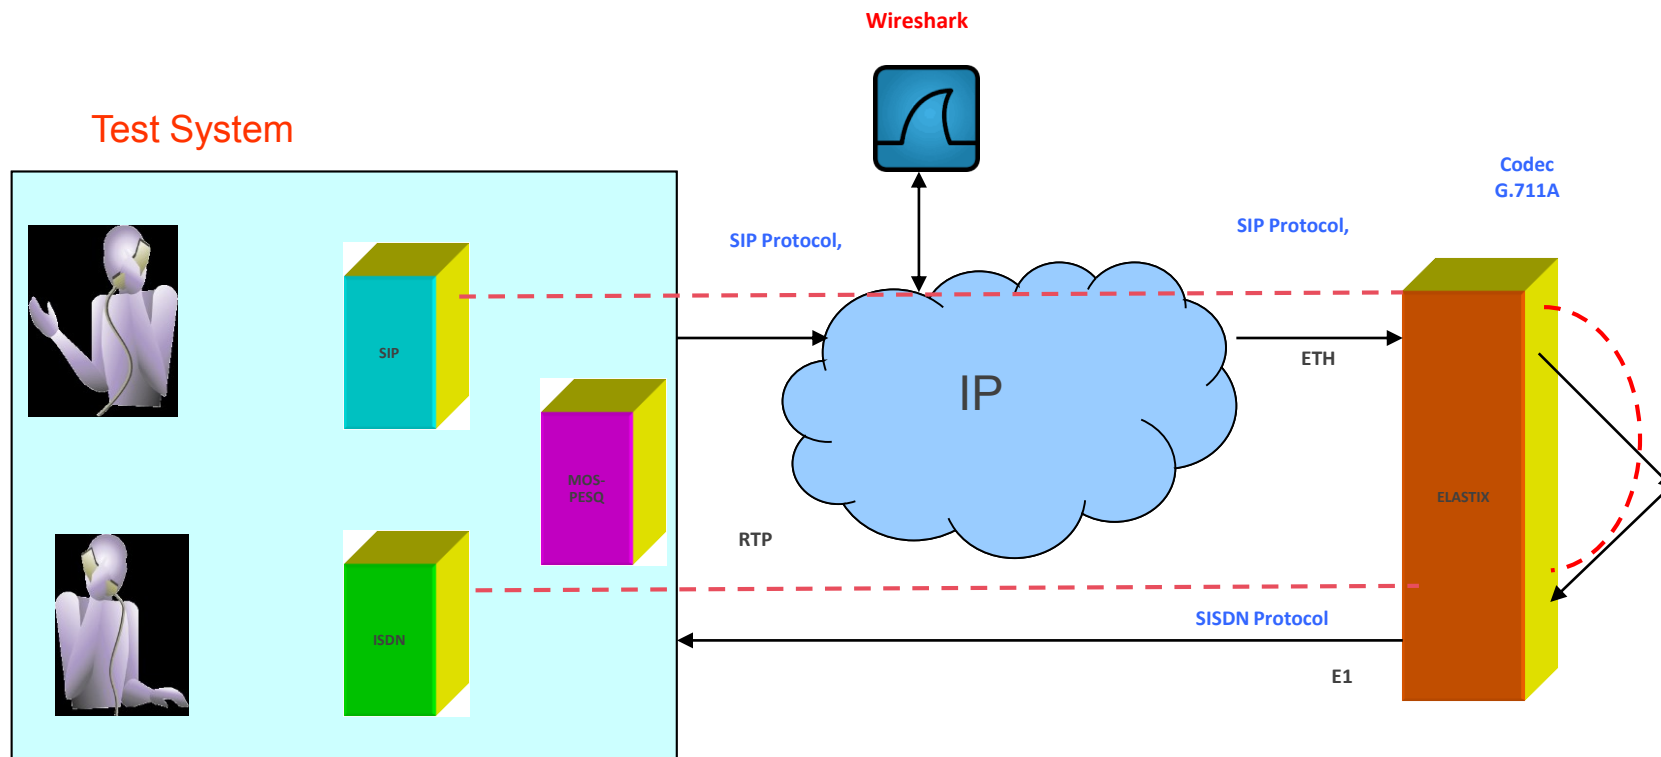 Wireshark
Test System
Codec
G.711A
SIP Protocol,
SIP Protocol,
SIP
ETH
IP
MOS-
PESQ
ELASTIX
RTP
SISDN Protocol
ISDN
E1